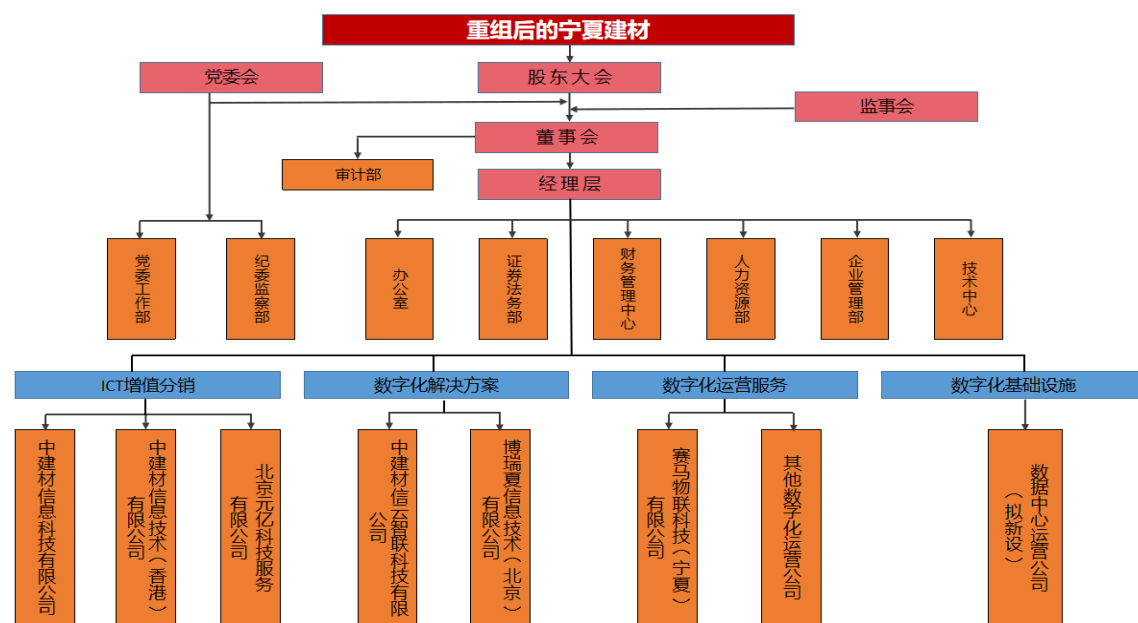 重组后的宁夏建材
党委会
股东大会
监事会
董事会
审计部
经理层
党委工作部
纪委监察部
办公室
证券法务部
财务管理中心
人力资源部
企业管理部
技术中心
ICT增值分销
数字化解决方案
数字化运营服务
数字化基础设施
中建材信息科技有限公司
中建材信息技术（香港）
有限公司
北京元亿科技服务
有限公司
中建材信云智联科技有限
公司
博瑞夏信息技术（北京）
有限公司
赛马物联科技（宁夏）
有限公司
其他数字化运营公司
数据中心运营公司
（拟新设）